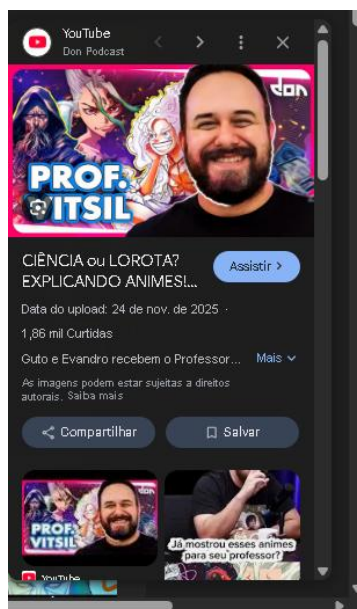 YouTube
Don Podcast
don
PROF.
VITSIL
CIÊNCIA ou LOROTA?
EXPLICANDO ANIMES!...
Assistir >
Data do upload: 24 de nov. de 2025 ·
1,86 mil Curtidas
Guto e Evandro recebem o Professor...
Mais
As imagens podem estar sujeitas a direitos
autorais. Saiba mais
Compartilhar
Salvar
don
PROF.
VITSIL
Já mostrou esses animes
para seu professor?
YouTube